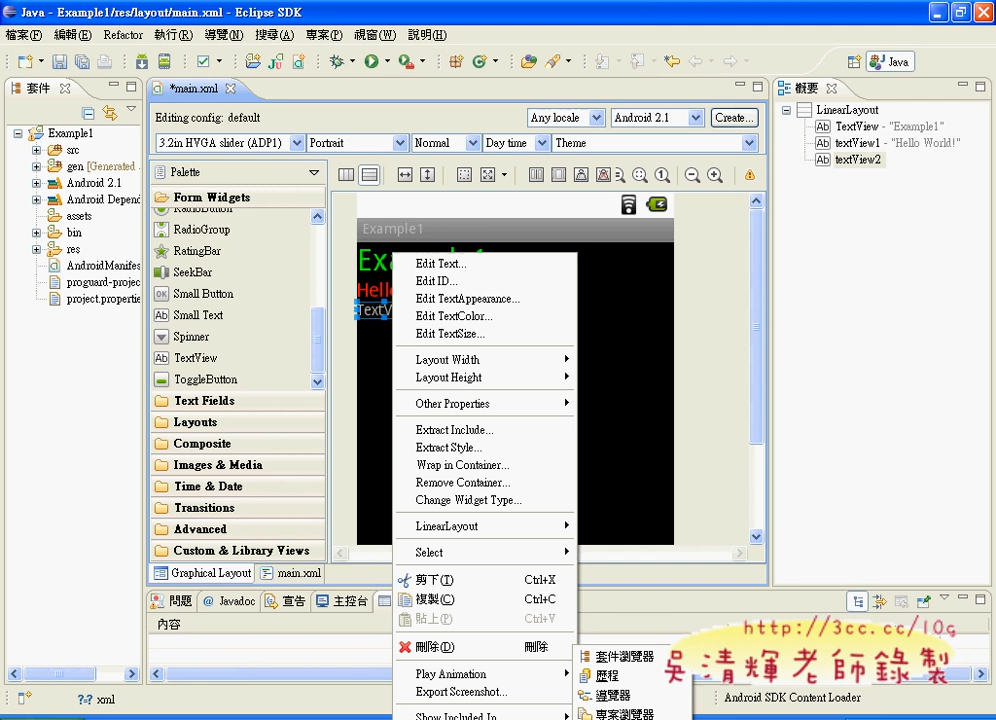 Java - Example1/res/layout/main.xml - Eclipse SDK
檔案(F) 編輯(E) Refactor 執行(R) 導覽(N) 搜尋(A) 專案(P) 視窗(W) 說明(H)
Java
套件
Example1
src
gen [Generated
Android 2.1
Android Depend
assets
bin
res
AndroidManifes
proguard-projec
project.propertie
*main.xml
Editing config: default
Any locale
Android 2.1
Create...
3.2in HVGA slider (ADP1)
Portrait
Normal
Day time
Theme
Palette
Form Widgets
RadioButton
RadioGroup
RatingBar
SeekBar
Small Button
Small Text
Spinner
TextView
ToggleButton
Text Fields
Layouts
Composite
Images & Media
Time & Date
Transitions
Advanced
Custom & Library Views
Graphical Layout
main.xml
Example1
Exa
Hello
TextV
Edit Text...
Edit ID...
Edit TextAppearance...
Edit TextColor...
Edit TextSize...
Layout Width
Layout Height
Other Properties
Extract Include...
Extract Style...
Wrap in Container...
Remove Container...
Change Widget Type...
LinearLayout
Select
剪下(T) Ctrl+X
複製(C) Ctrl+C
貼上(P) Ctrl+V
刪除(D) 刪除
Play Animation
Export Screenshot...
Show Included In
概要
LinearLayout
Ab TextView - "Example1"
Ab textView1 - "Hello World!"
Ab textView2
問題 @ Javadoc 宣告 主控台
內容
套件瀏覽器
歷程
導覽器
專案瀏覽器
http://3cc.cc/10g
吳清輝老師錄製
xml
Android SDK Content Loader